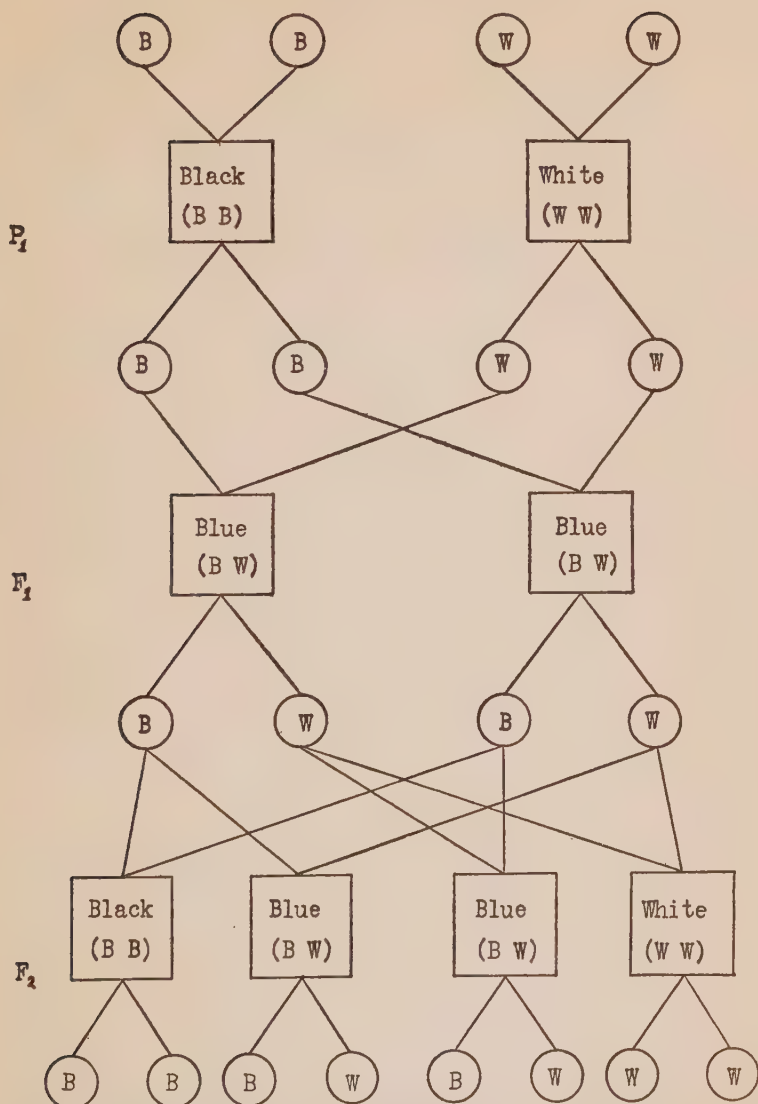 B B W W
Black White
(B B) (W W)
P₁
B B W W
Blue Blue
(B W) (B W)
F₁
B W B W
Black Blue Blue White
(B B) (B W) (B W) (W W)
F₂
B B B W B W W W